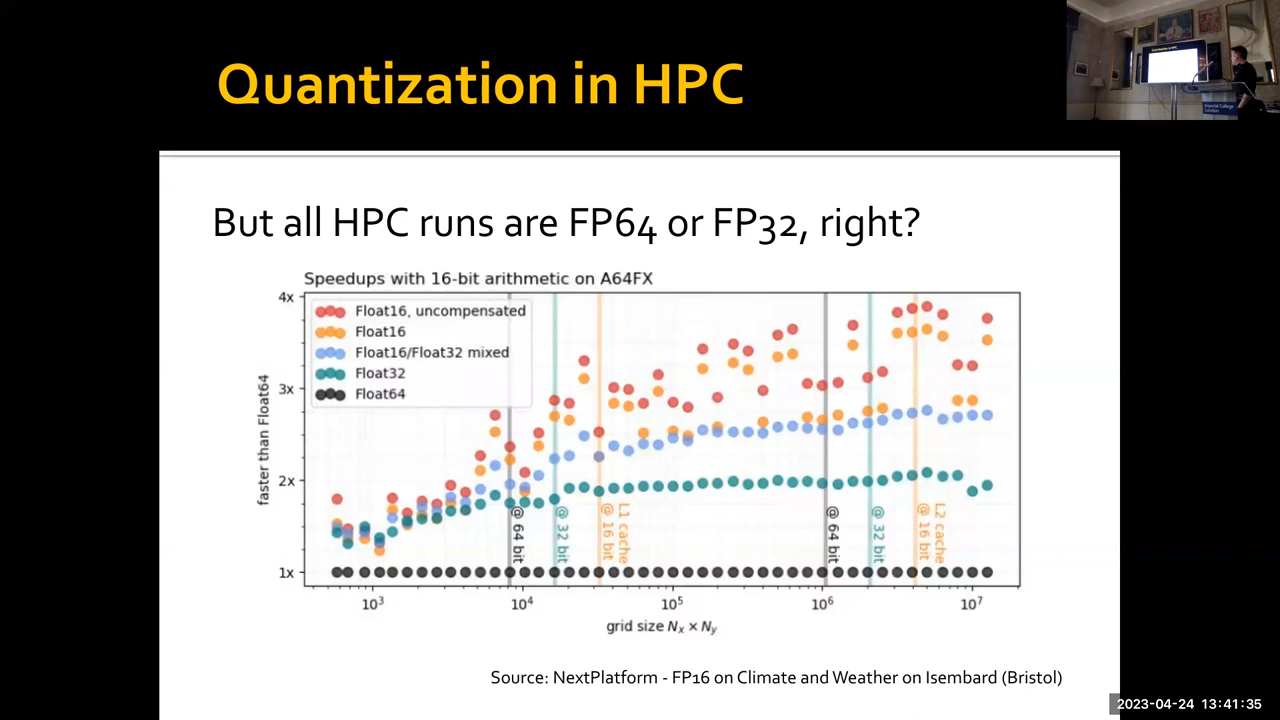 Quantization in HPC
Imperial College
London
But all HPC runs are FP64 or FP32, right?
Speedups with 16-bit arithmetic on A64FX
4x
3x
2x
1x
faster than Float64
Float16, uncompensated
Float16
Float16/Float32 mixed
Float32
Float64
@ 64 bit
@ 32 bit
L1 cache
@ 16 bit
@ 64 bit
@ 32 bit
L2 cache
@ 16 bit
10³
10⁴
10⁵
10⁶
10⁷
grid size Nx × Ny
Source: NextPlatform - FP16 on Climate and Weather on Isembard (Bristol)
2023-04-24 13:41:35